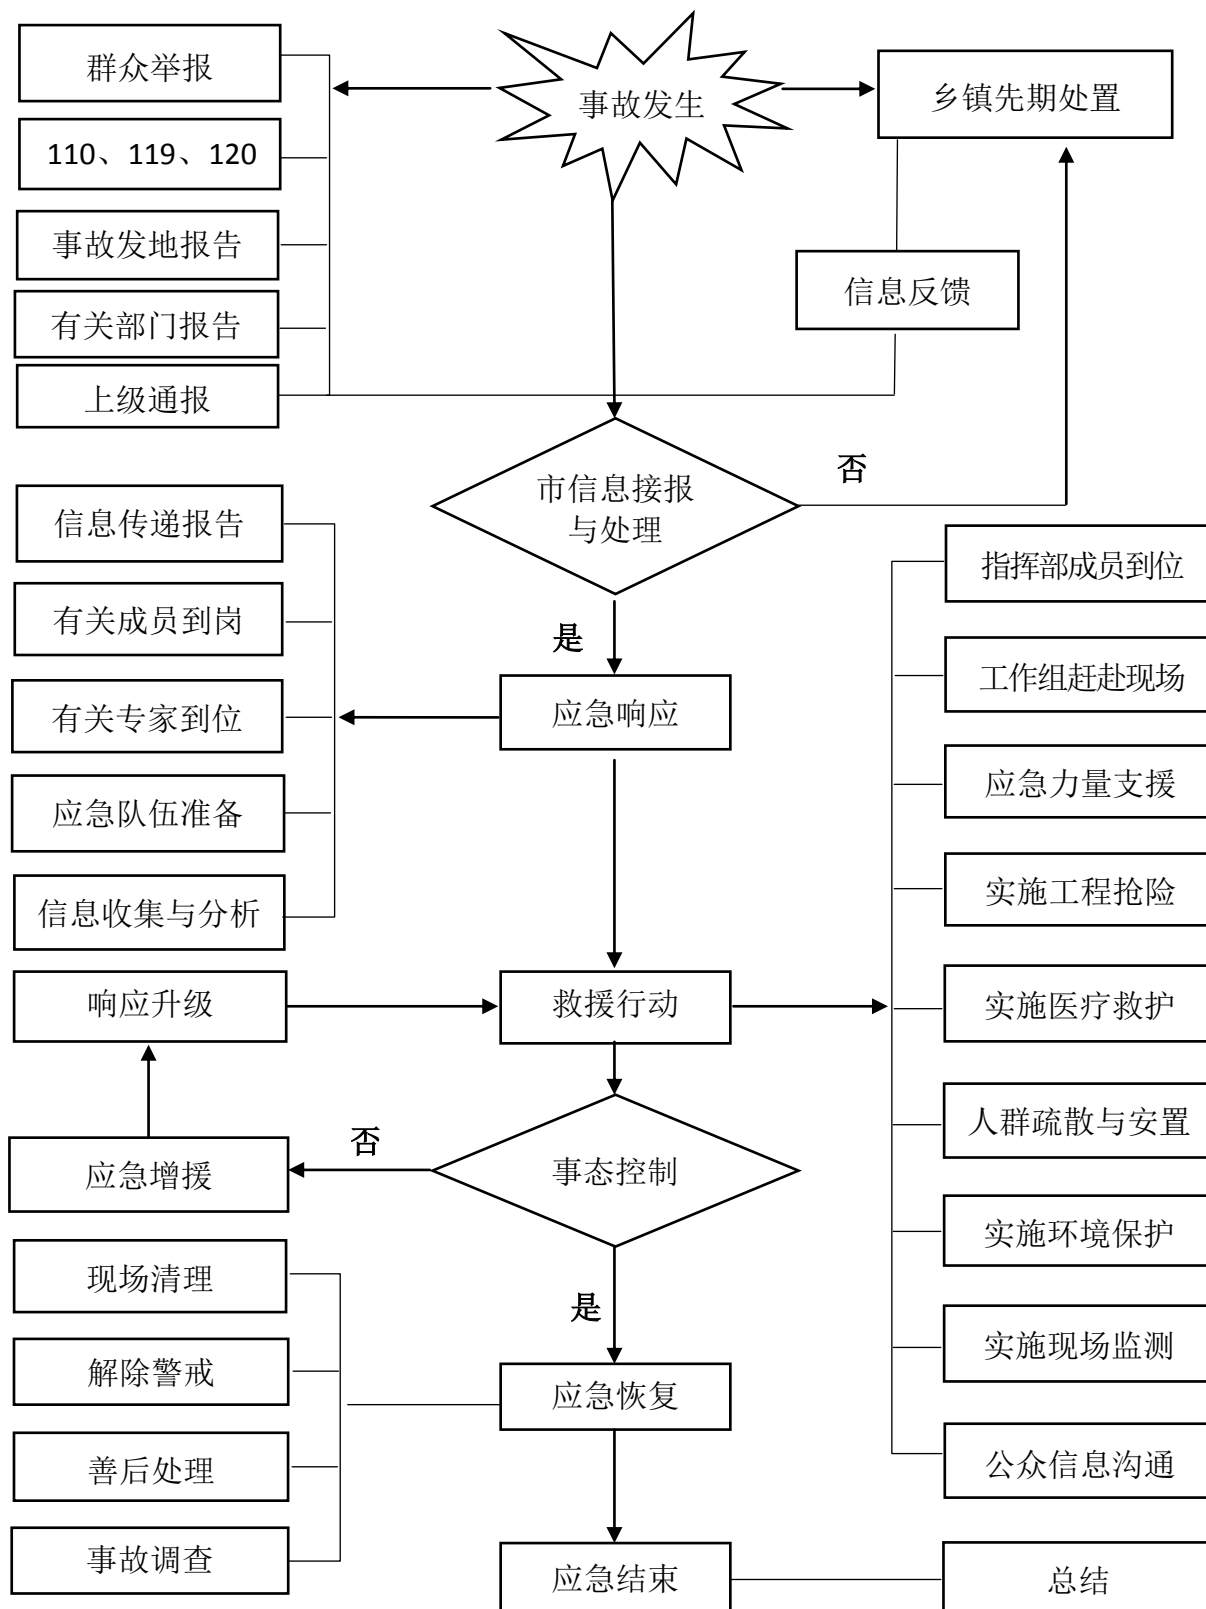 群众举报
事故发生
乡镇先期处置
110、119、120
事故发地报告
信息反馈
有关部门报告
上级通报
市信息接报
与处理
否
信息传递报告
指挥部成员到位
有关成员到岗
是
工作组赶赴现场
有关专家到位
应急响应
应急力量支援
应急队伍准备
实施工程抢险
信息收集与分析
响应升级
救援行动
实施医疗救护
人群疏散与安置
否
应急增援
事态控制
实施环境保护
现场清理
是
实施现场监测
解除警戒
应急恢复
善后处理
公众信息沟通
事故调查
应急结束
总结